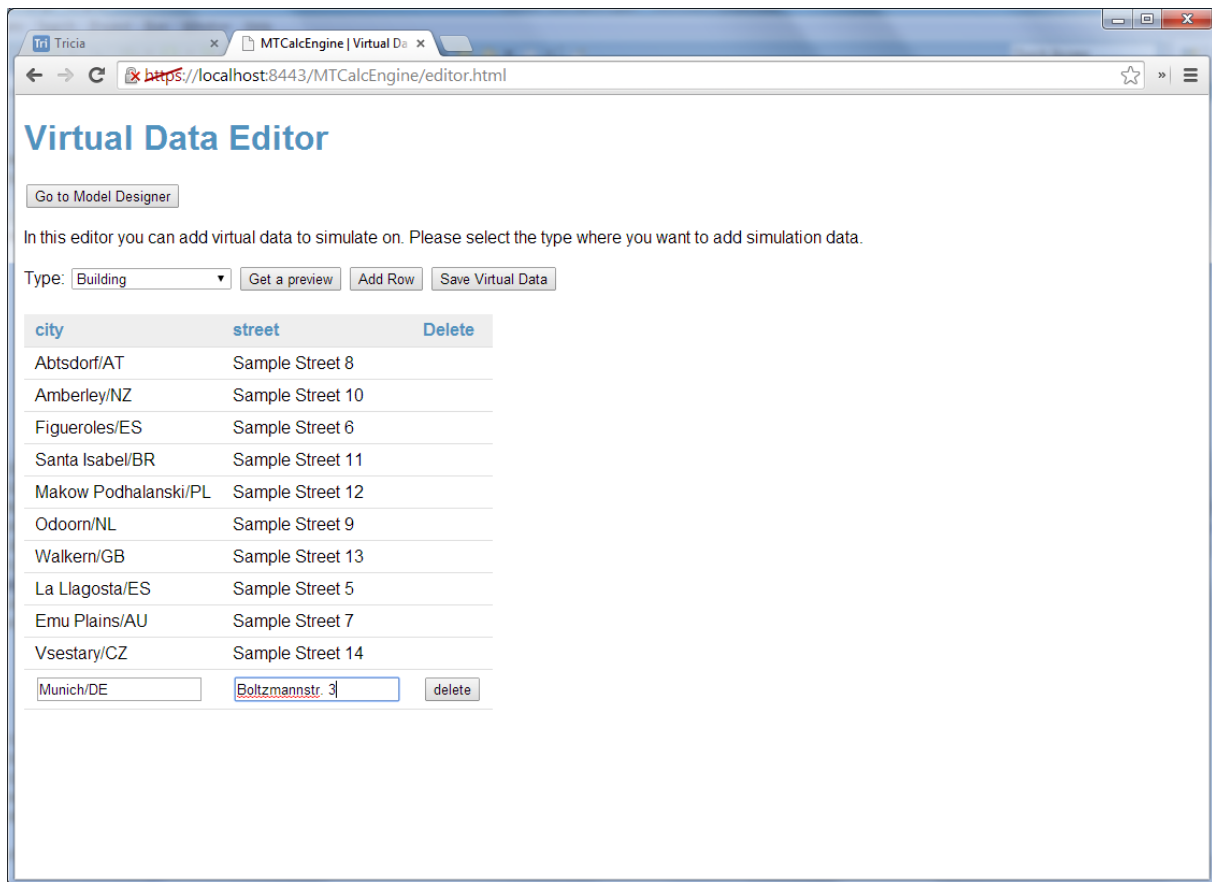 Tri Tricia × MTCalcEngine | Virtual Da ×
https://localhost:8443/MTCalcEngine/editor.html
Virtual Data Editor
Go to Model Designer
In this editor you can add virtual data to simulate on. Please select the type where you want to add simulation data.
Type: Building Get a preview Add Row Save Virtual Data
city street Delete
Abtsdorf/AT Sample Street 8
Amberley/NZ Sample Street 10
Figueroles/ES Sample Street 6
Santa Isabel/BR Sample Street 11
Makow Podhalanski/PL Sample Street 12
Odoorn/NL Sample Street 9
Walkern/GB Sample Street 13
La Llagosta/ES Sample Street 5
Emu Plains/AU Sample Street 7
Vsestary/CZ Sample Street 14
Munich/DE Boltzmannstr. 3 delete